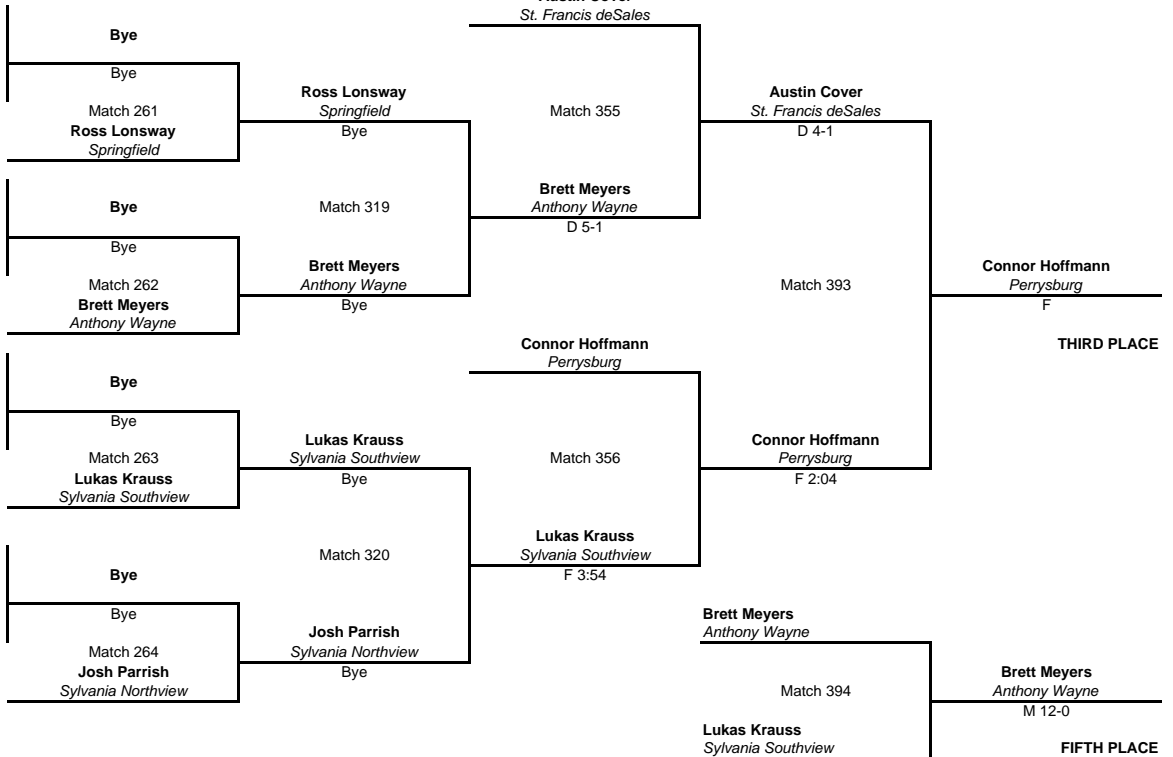 Austin Cover
St. Francis deSales
Bye
Bye
Match 261
Ross Lonsway
Springfield
Ross Lonsway
Springfield
Bye
Match 355
Austin Cover
St. Francis deSales
D 4-1
Bye
Bye
Match 262
Brett Meyers
Anthony Wayne
Match 319
Brett Meyers
Anthony Wayne
Bye
Brett Meyers
Anthony Wayne
D 5-1
Match 393
Connor Hoffmann
Perrysburg
F
THIRD PLACE
Connor Hoffmann
Perrysburg
Bye
Bye
Match 263
Lukas Krauss
Sylvania Southview
Lukas Krauss
Sylvania Southview
Bye
Match 356
Connor Hoffmann
Perrysburg
F 2:04
Match 320
Lukas Krauss
Sylvania Southview
F 3:54
Bye
Bye
Match 264
Josh Parrish
Sylvania Northview
Josh Parrish
Sylvania Northview
Bye
Brett Meyers
Anthony Wayne
Match 394
Lukas Krauss
Sylvania Southview
Brett Meyers
Anthony Wayne
M 12-0
FIFTH PLACE